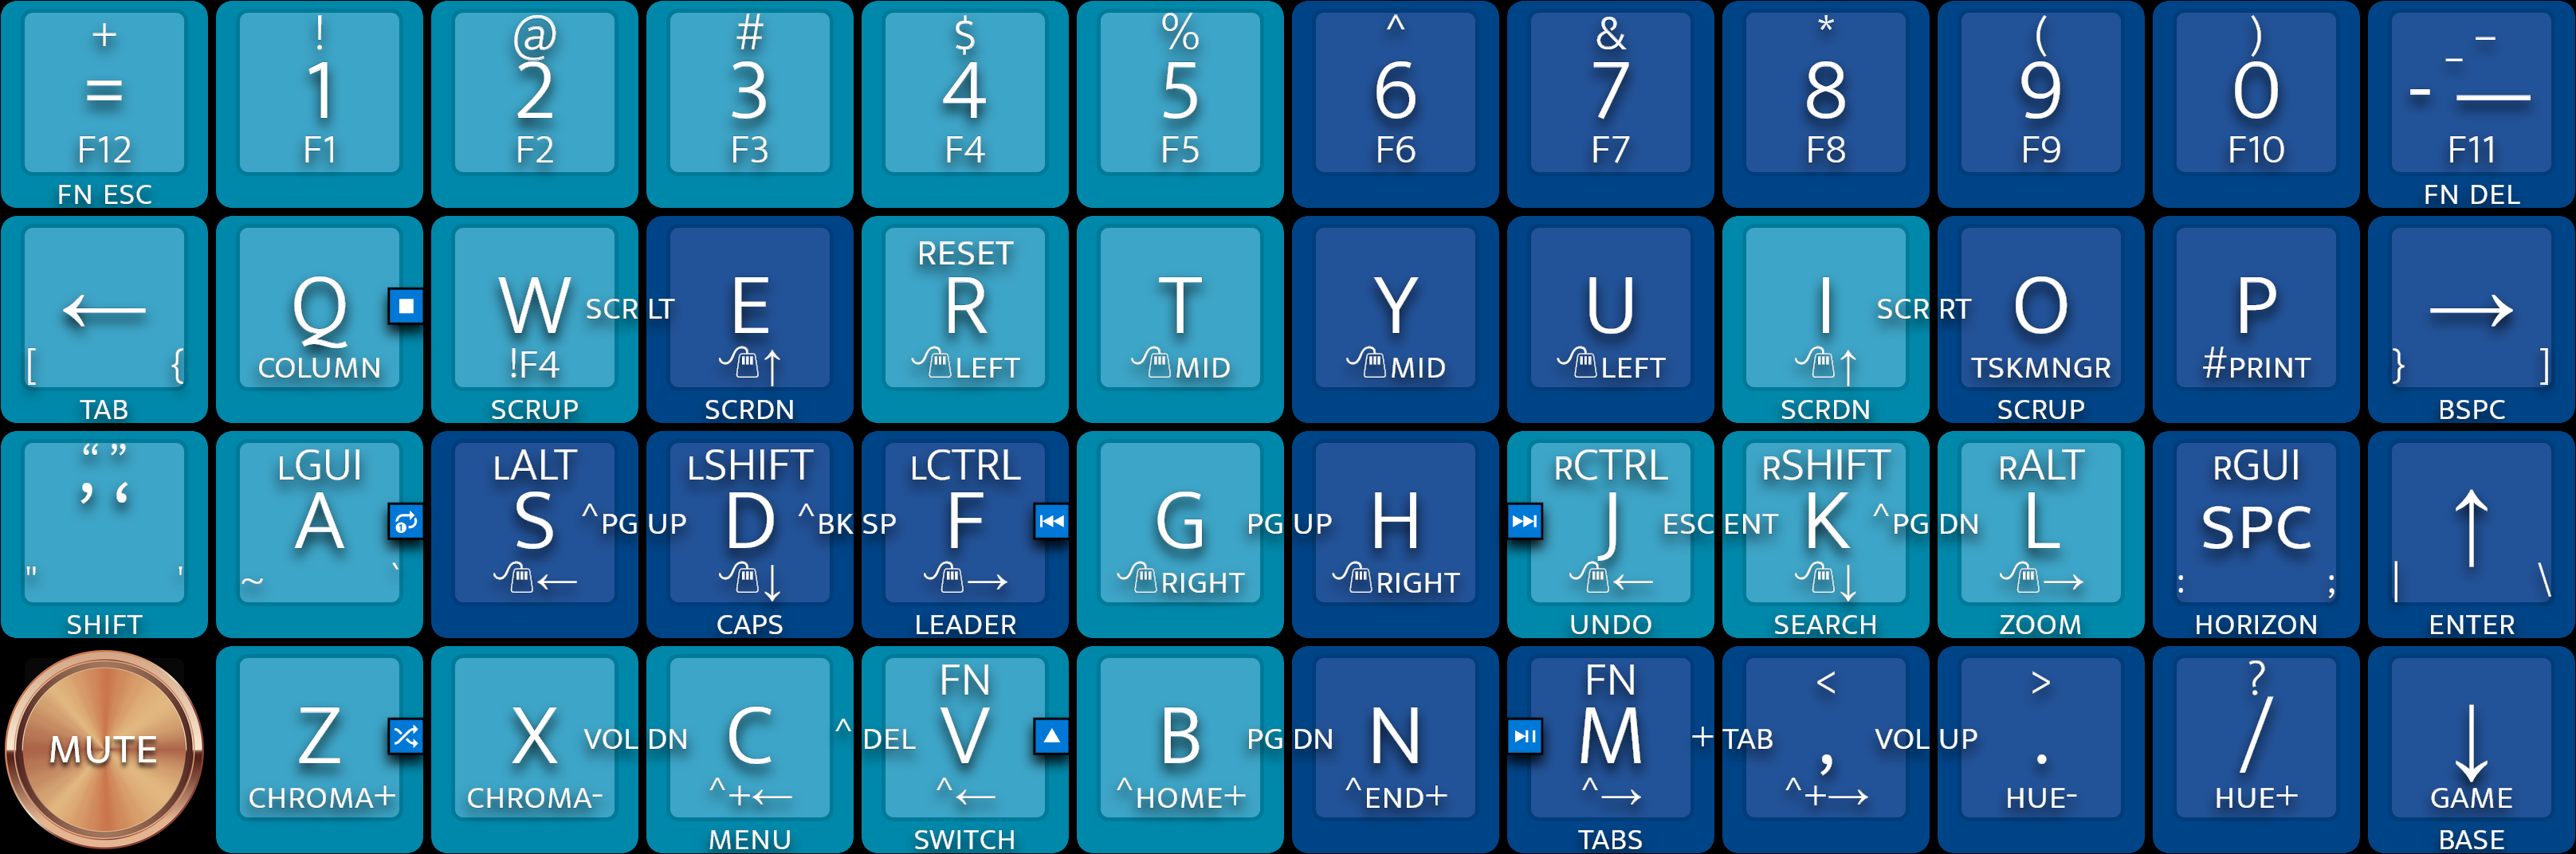 + ! @ # $ % ^ & * ( ) – _
= 1 2 3 4 5 6 7 8 9 0 - —
F12 F1 F2 F3 F4 F5 F6 F7 F8 F9 F10 F11
FN ESC FN DEL
RESET
← Q W SCR LT E R T Y U I SCR RT O P →
[ { COLUMN !F4 ↑ LEFT MID MID LEFT ↑ TSKMNGR #PRINT } ]
TAB SCRUP SCRDN SCRDN SCRUP BSPC
“ ” LGUI LALT LSHIFT LCTRL RCTRL RSHIFT RALT RGUI
A S ^PG UP D ^BK SP F G PG UP H J ESC ENT K ^PG DN L SPC ↑
" ' ~ ` ← ↓ → RIGHT RIGHT ← ↓ → : ; | \
SHIFT CAPS LEADER UNDO SEARCH ZOOM HORIZON ENTER
FN FN < > ?
MUTE Z X VOL DN C ^ DEL V B PG DN N M + TAB , VOL UP . / ↓
CHROMA+ CHROMA- ^+← ^← ^HOME+ ^END+ ^→ ^+→ HUE- HUE+ GAME
MENU SWITCH TABS BASE